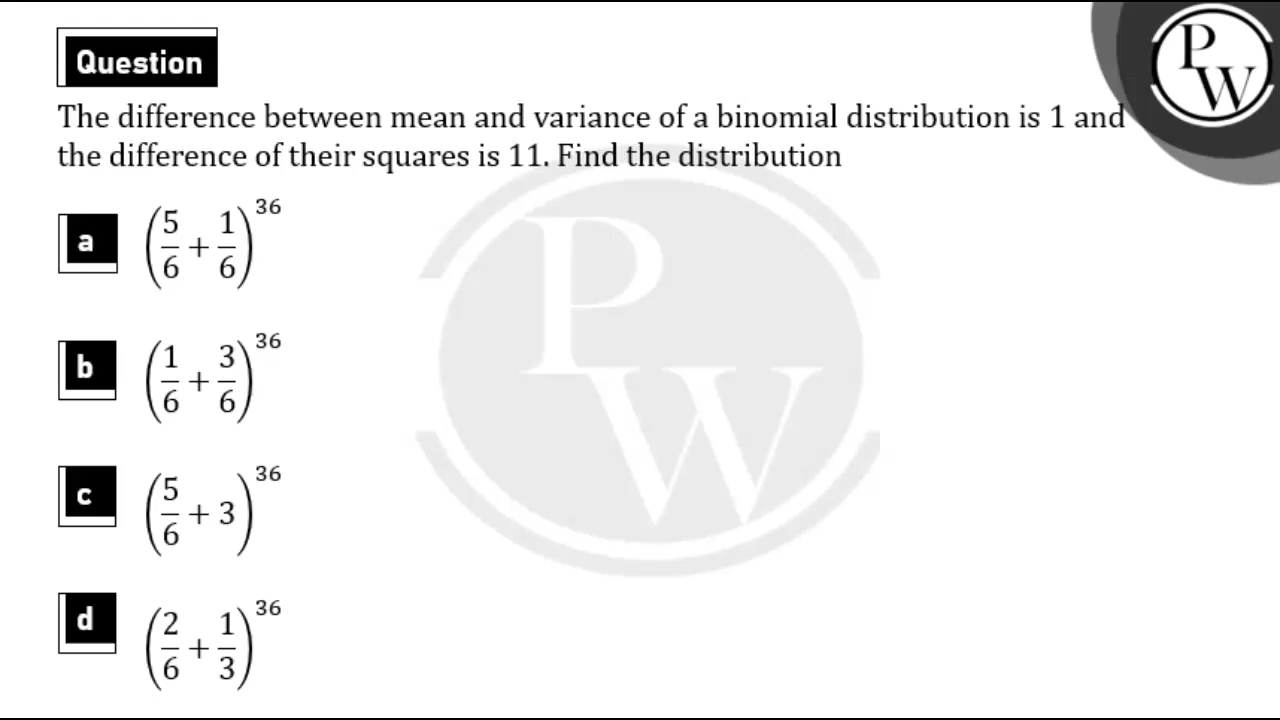 Question
PW
The difference between mean and variance of a binomial distribution is 1 and
the difference of their squares is 11. Find the distribution
a (5/6 + 1/6)^36
b (1/6 + 3/6)^36
c (5/6 + 3)^36
d (2/6 + 1/3)^36
PW